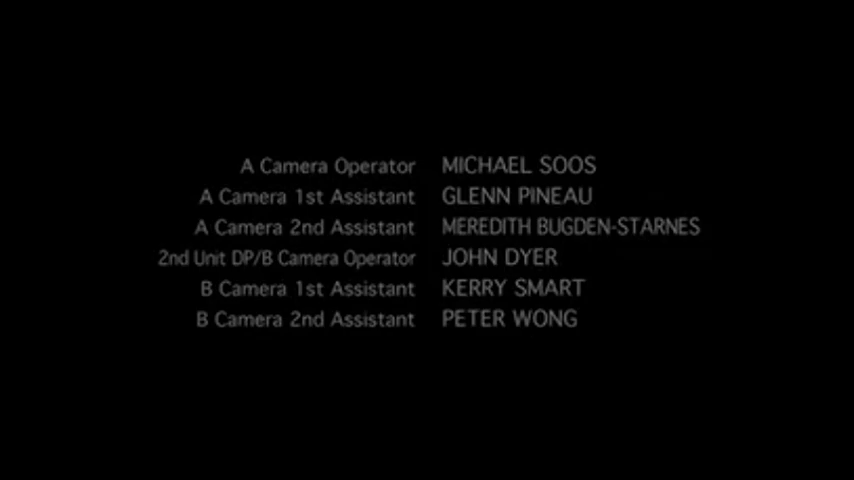 A Camera Operator MICHAEL SOOS
A Camera 1st Assistant GLENN PINEAU
A Camera 2nd Assistant MEREDITH BUGDEN-STARNES
2nd Unit DP/B Camera Operator JOHN DYER
B Camera 1st Assistant KERRY SMART
B Camera 2nd Assistant PETER WONG